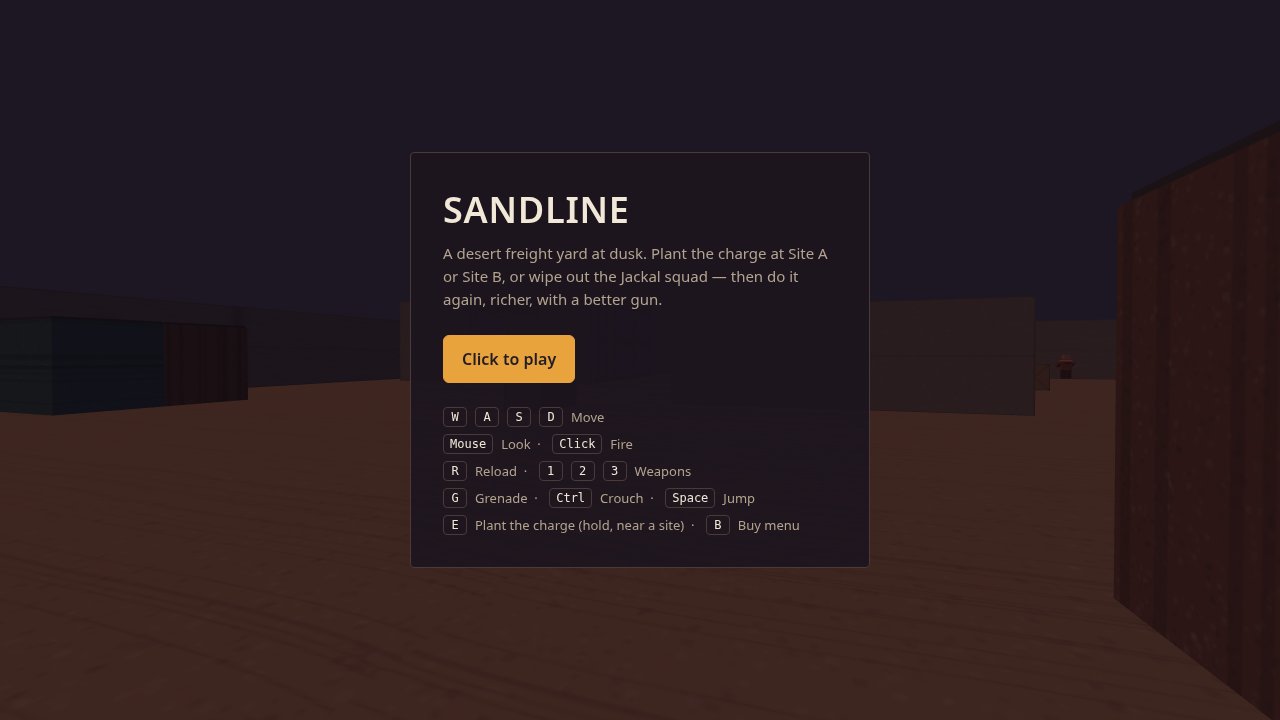 SANDLINE
A desert freight yard at dusk. Plant the charge at Site A
or Site B, or wipe out the Jackal squad — then do it
again, richer, with a better gun.
Click to play
W A S D Move
Mouse Look · Click Fire
R Reload · 1 2 3 Weapons
G Grenade · Ctrl Crouch · Space Jump
E Plant the charge (hold, near a site) · B Buy menu